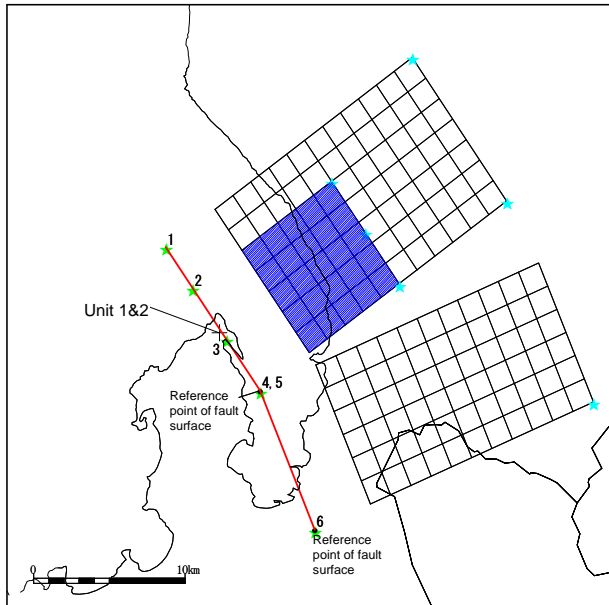 1
2
Unit 1&2
3
4, 5
Reference
point of fault
surface
6
Reference
point of fault
surface
0
10km